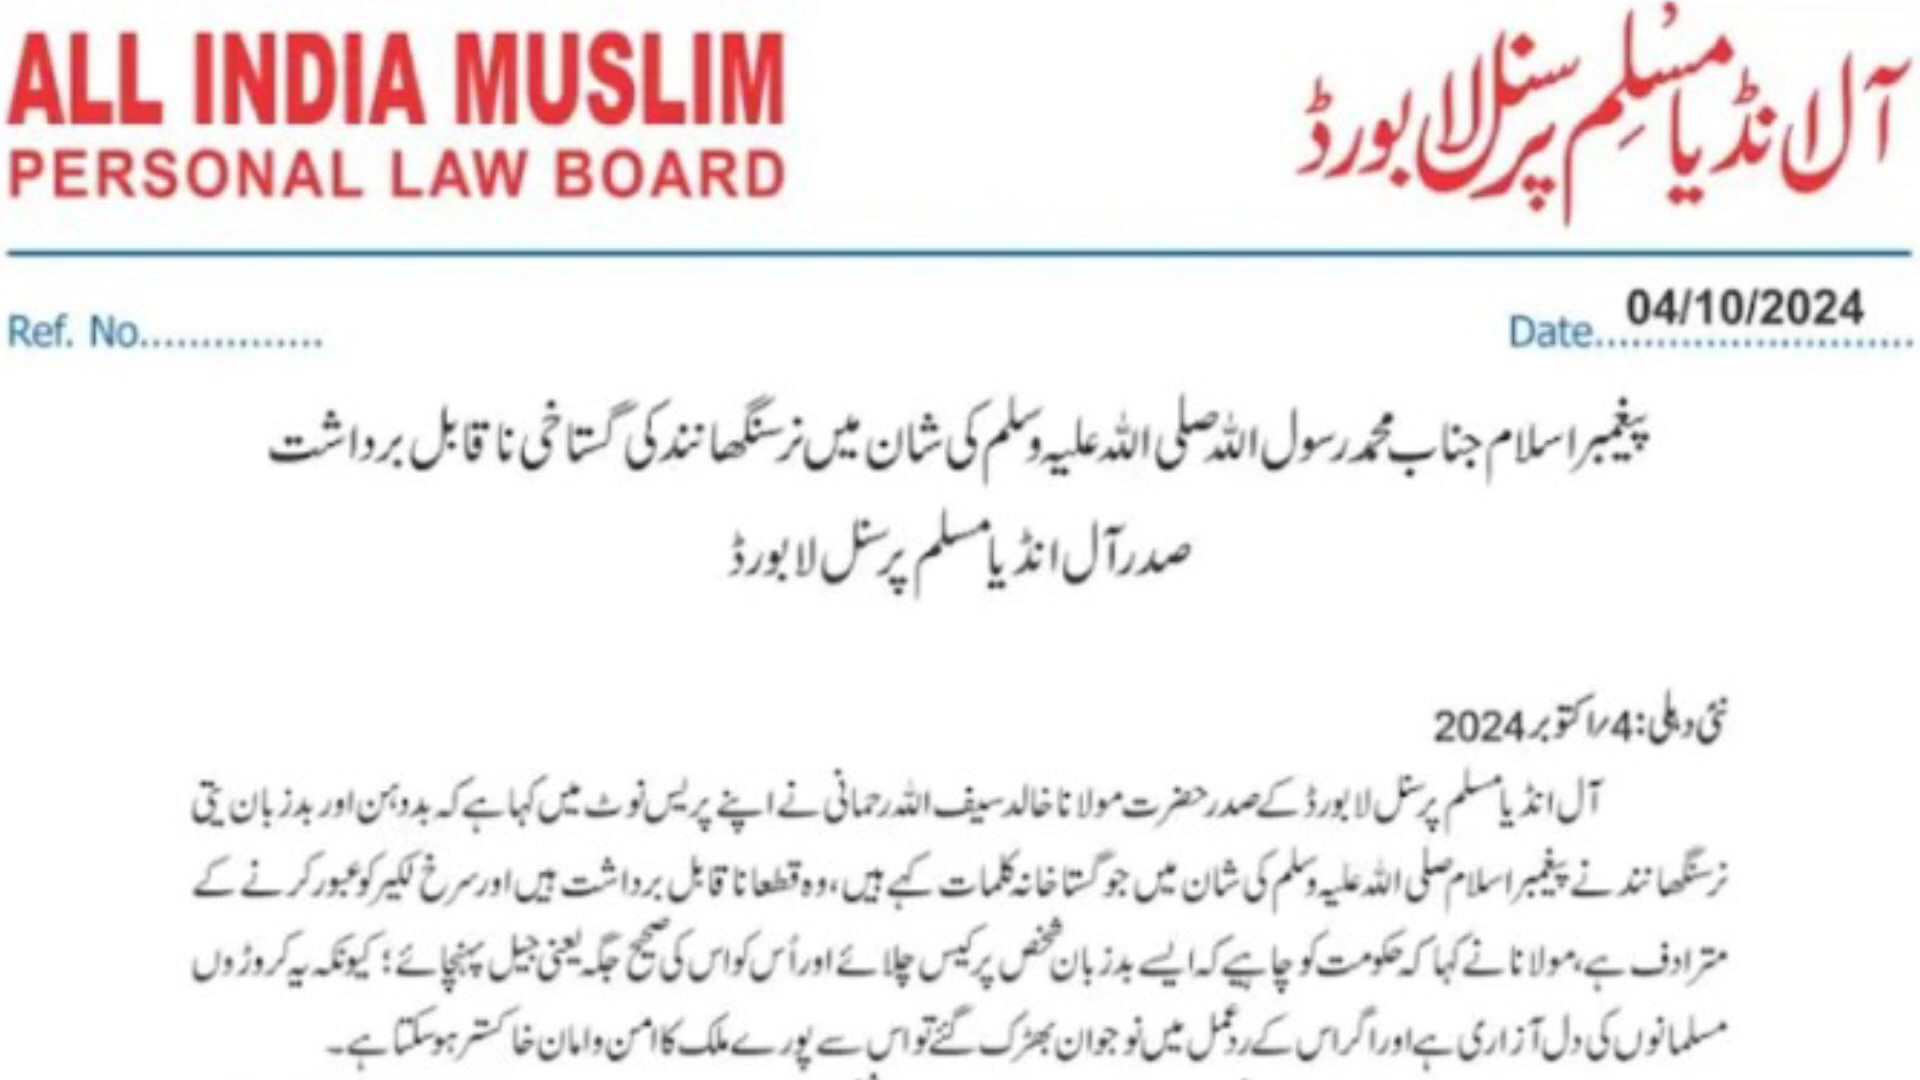 ALL INDIA MUSLIM
PERSONAL LAW BOARD
آل انڈیا مسلم پرسنل لا بورڈ
Ref. No...............
Date..........................
04/10/2024
پیغمبر اسلام جناب محمد رسول اللہ صلی اللہ علیہ وسلم کی شان میں نرسنگھانند کی گستاخی ناقابل برداشت
صدر آل انڈیا مسلم پرسنل لا بورڈ
نئی دہلی: 4/اکتوبر 2024
آل انڈیا مسلم پرسنل لا بورڈ کے صدر حضرت مولانا خالد سیف اللہ رحمانی نے اپنے پریس نوٹ میں کہا ہے کہ بددہن اور بدزبان یتی
نرسنگھانند نے پیغمبر اسلام صلی اللہ علیہ وسلم کی شان میں جو گستاخانہ کلمات کہے ہیں، وہ قطعا ناقابل برداشت ہیں اور سرخ لکیر کو عبور کرنے کے
مترادف ہے، مولانا نے کہا کہ حکومت کو چاہیے کہ ایسے بدزبان شخص پر کیس چلائے اور اُس کو اس کی صحیح جگہ یعنی جیل پہنچائے؛ کیونکہ یہ کروڑوں
مسلمانوں کی دل آزاری ہے اور اگر اس کے ردعمل میں نوجوان بھڑک گئے تو اس سے پورے ملک کا امن وامان خاکستر ہوسکتا ہے۔